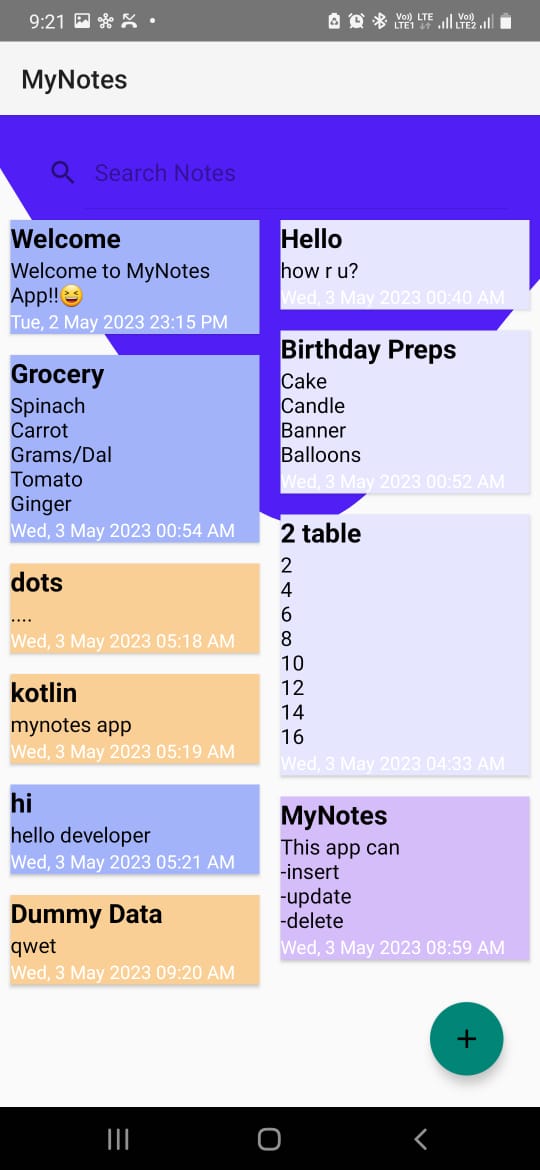 9:21
Vo) LTE
LTE1
Vo)
LTE2
MyNotes
Search Notes
Welcome
Welcome to MyNotes
App!!😆
Tue, 2 May 2023 23:15 PM
Grocery
Spinach
Carrot
Grams/Dal
Tomato
Ginger
Wed, 3 May 2023 00:54 AM
dots
....
Wed, 3 May 2023 05:18 AM
kotlin
mynotes app
Wed, 3 May 2023 05:19 AM
hi
hello developer
Wed, 3 May 2023 05:21 AM
Dummy Data
qwet
Wed, 3 May 2023 09:20 AM
Hello
how r u?
Wed, 3 May 2023 00:40 AM
Birthday Preps
Cake
Candle
Banner
Balloons
Wed, 3 May 2023 00:52 AM
2 table
2
4
6
8
10
12
14
16
Wed, 3 May 2023 04:33 AM
MyNotes
This app can
-insert
-update
-delete
Wed, 3 May 2023 08:59 AM
+